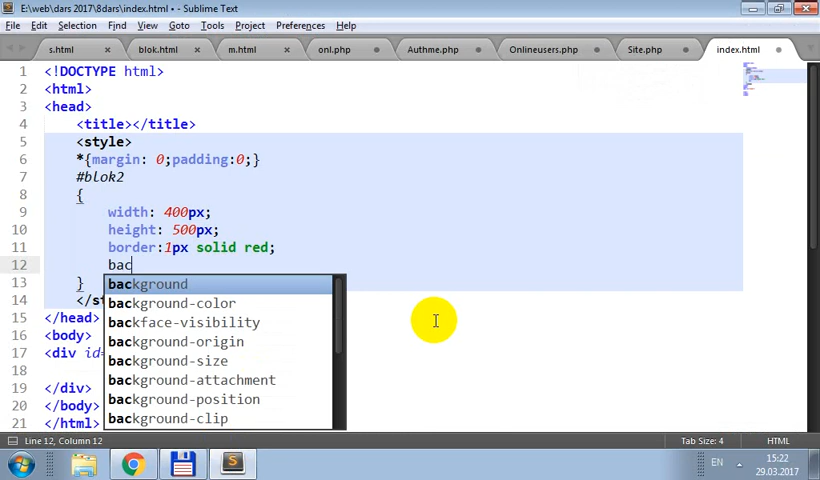 E:\web\dars 2017\8dars\index.html • - Sublime Text
File Edit Selection Find View Goto Tools Project Preferences Help
s.html blok.html m.html onl.php Authme.php Onlineusers.php Site.php index.html
1 <!DOCTYPE html>
2 <html>
3 <head>
4 <title></title>
5 <style>
6 *{margin: 0;padding:0;}
7 #blok2
8 {
9 width: 400px;
10 height: 500px;
11 border:1px solid red;
12 bac
13 }
background
14 </s
background-color
15 </head>
backface-visibility
16 <body>
background-origin
17 <div id=
background-size
18
background-attachment
19 </div>
background-position
20 </body>
background-clip
21 </html>
Line 12, Column 12 Tab Size: 4 HTML
EN 15:22
29.03.2017